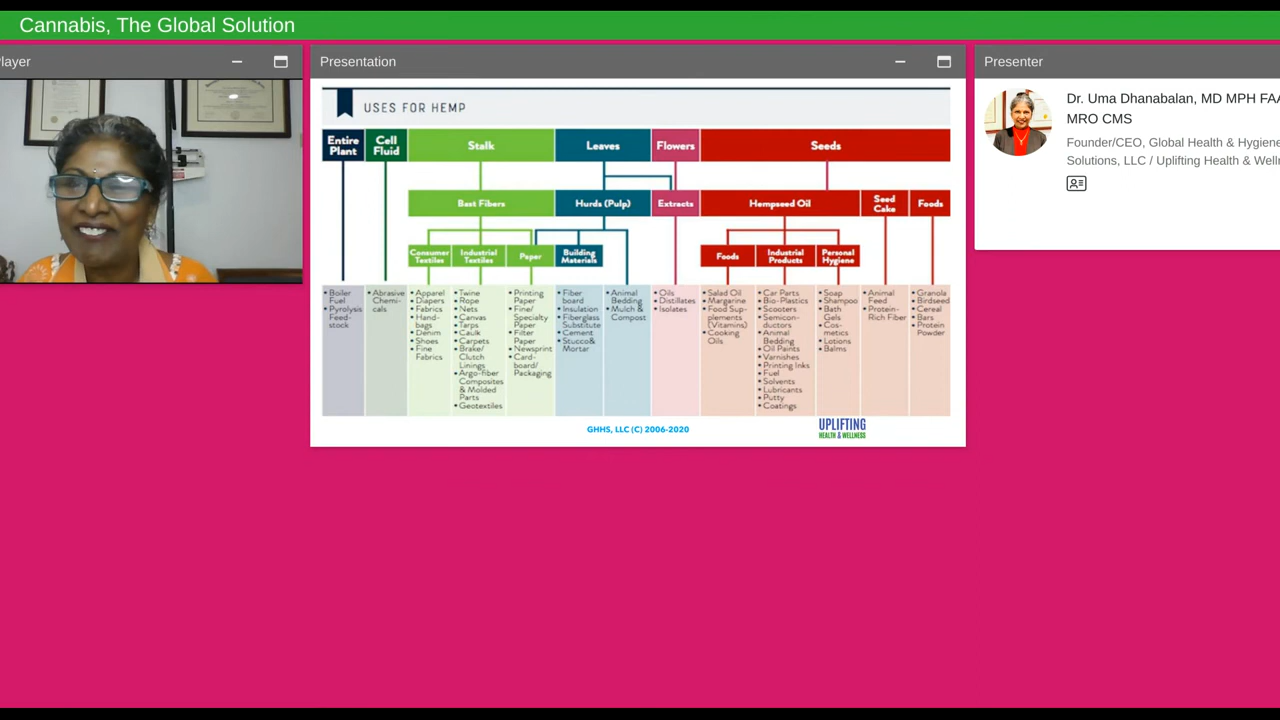 Cannabis, The Global Solution
layer
Presentation
Presenter
Dr. Uma Dhanabalan, MD MPH FAA
MRO CMS
Founder/CEO, Global Health & Hygiene
Solutions, LLC / Uplifting Health & Welln
USES FOR HEMP
Entire
Plant
Cell
Fluid
Stalk
Leaves
Flowers
Seeds
Bast Fibers
Hurds (Pulp)
Extracts
Hempseed Oil
Seed
Cake
Foods
Consumer
Textiles
Industrial
Textiles
Paper
Building
Materials
Foods
Industrial
Products
Personal
Hygiene
• Boiler
Fuel
• Pyrolysis
Feed-
stock
• Abrasive
Chemi-
cals
• Apparel
• Diapers
• Fabrics
• Hand-
bags
• Denim
• Shoes
• Fine
Fabrics
• Twine
• Rope
• Nets
• Canvas
• Tarps
• Caulk
• Carpets
• Brake/
Clutch
Linings
• Argo-fiber
Composites
& Molded
Parts
• Geotextiles
• Printing
Paper
• Fine/
Specialty
Paper
• Filter
Paper
• Newsprint
• Card-
board/
Packaging
• Fiber
board
• Insulation
• Fiberglass
Substitute
• Cement
• Stucco&
Mortar
• Animal
Bedding
• Mulch &
Compost
• Oils
• Distillates
• Isolates
• Salad Oil
• Margarine
• Food Sup-
plements
(Vitamins)
• Cooking
Oils
• Car Parts
• Bio-Plastics
• Scooters
• Semicon-
ductors
• Animal
Bedding
• Oil Paints
• Varnishes
• Printing Inks
• Fuel
• Solvents
• Lubricants
• Putty
• Coatings
• Soap
• Shampoo
• Bath
Gels
• Cos-
metics
• Lotions
• Balms
• Animal
Feed
• Protein-
Rich Fiber
• Granola
• Birdseed
• Cereal
• Bars
• Protein
Powder
GHHS, LLC (C) 2006-2020
UPLIFTING
HEALTH & WELLNESS